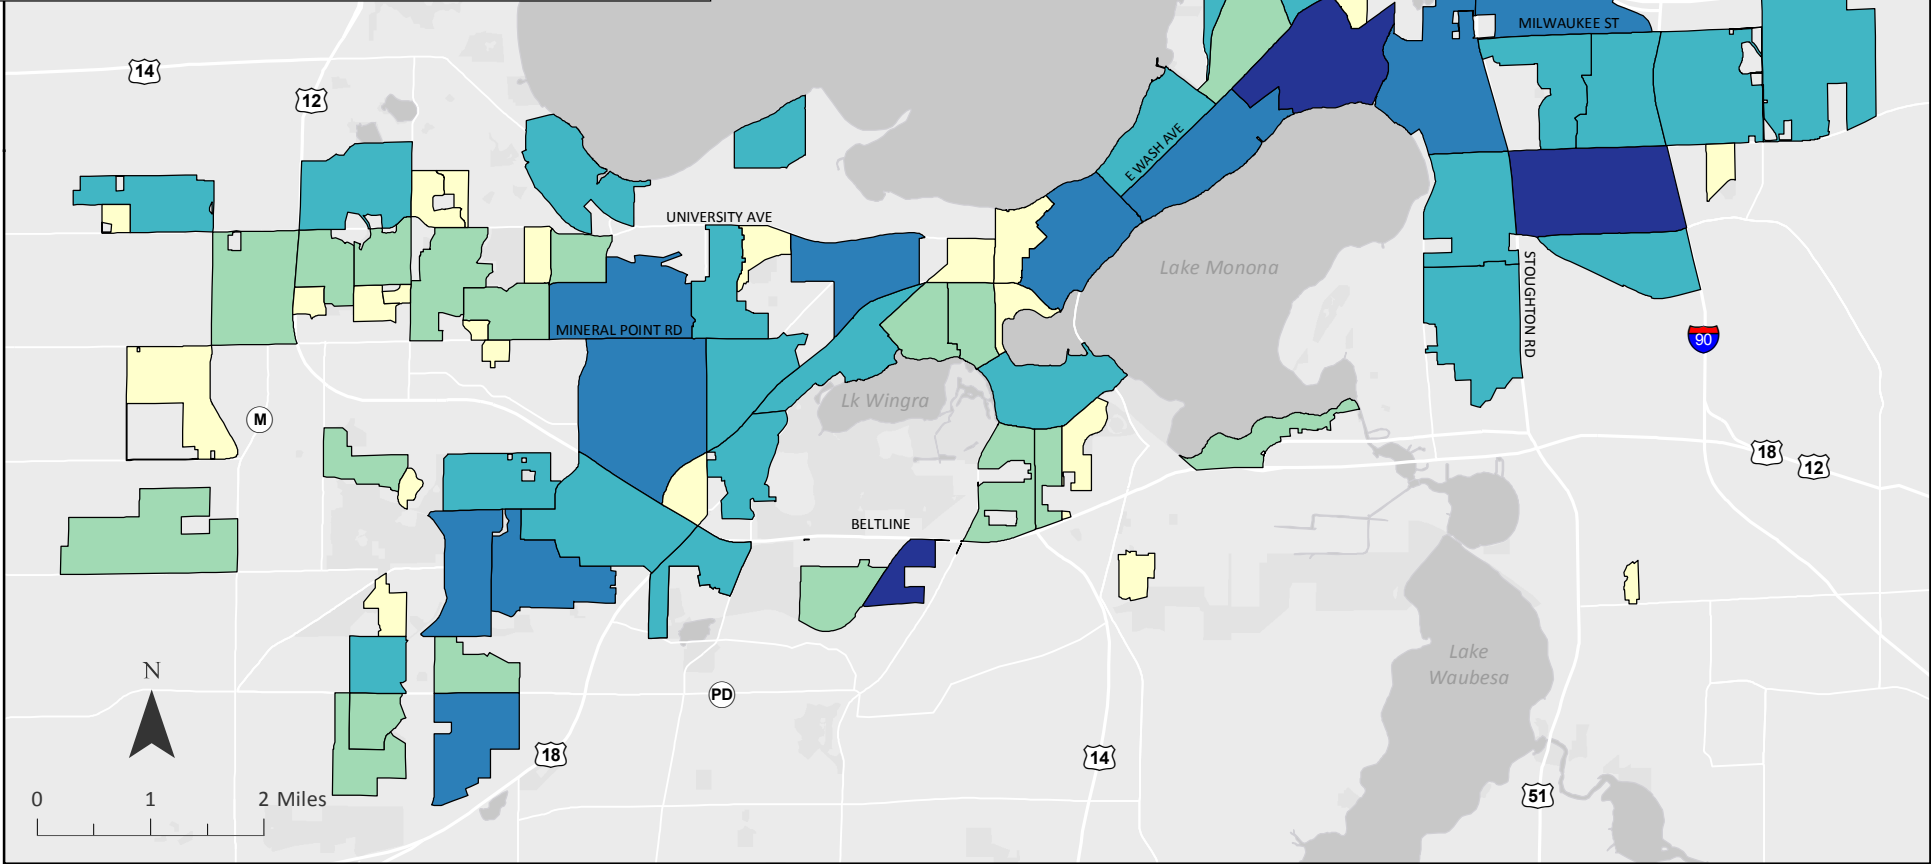 MILWAUKEE ST
14
12
E WASH AVE
UNIVERSITY AVE
Lake Monona
STOUGHTON RD
MINERAL POINT RD
90
Lk Wingra
M
18
12
BELTLINE
Lake
Waubesa
N
PD
18
14
51
0 1 2 Miles